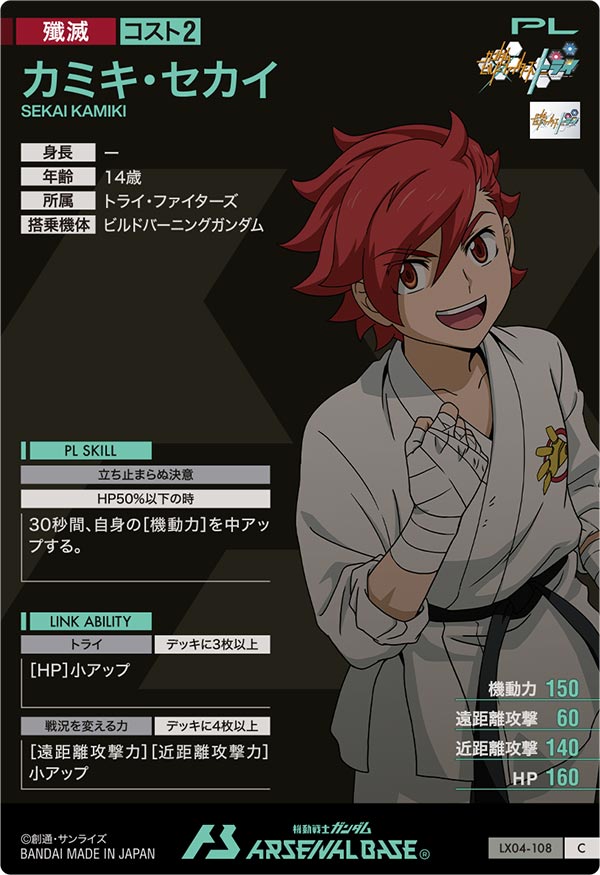 殲滅 コスト2
PL
カミキ・セカイ
SEKAI KAMIKI
身長 ー
年齢 14歳
所属 トライ・ファイターズ
搭乗機体 ビルドバーニングガンダム
PL SKILL
立ち止まらぬ決意
HP50%以下の時
30秒間、自身の[機動力]を中アッ
プする。
LINK ABILITY
トライ デッキに3枚以上
[HP]小アップ
戦況を変える力 デッキに4枚以上
[遠距離攻撃力][近距離攻撃力]
小アップ
機動力 150
遠距離攻撃 60
近距離攻撃 140
HP 160
©創通・サンライズ
BANDAI MADE IN JAPAN
機動戦士ガンダム
ARSENAL BASE®
LX04-108 C